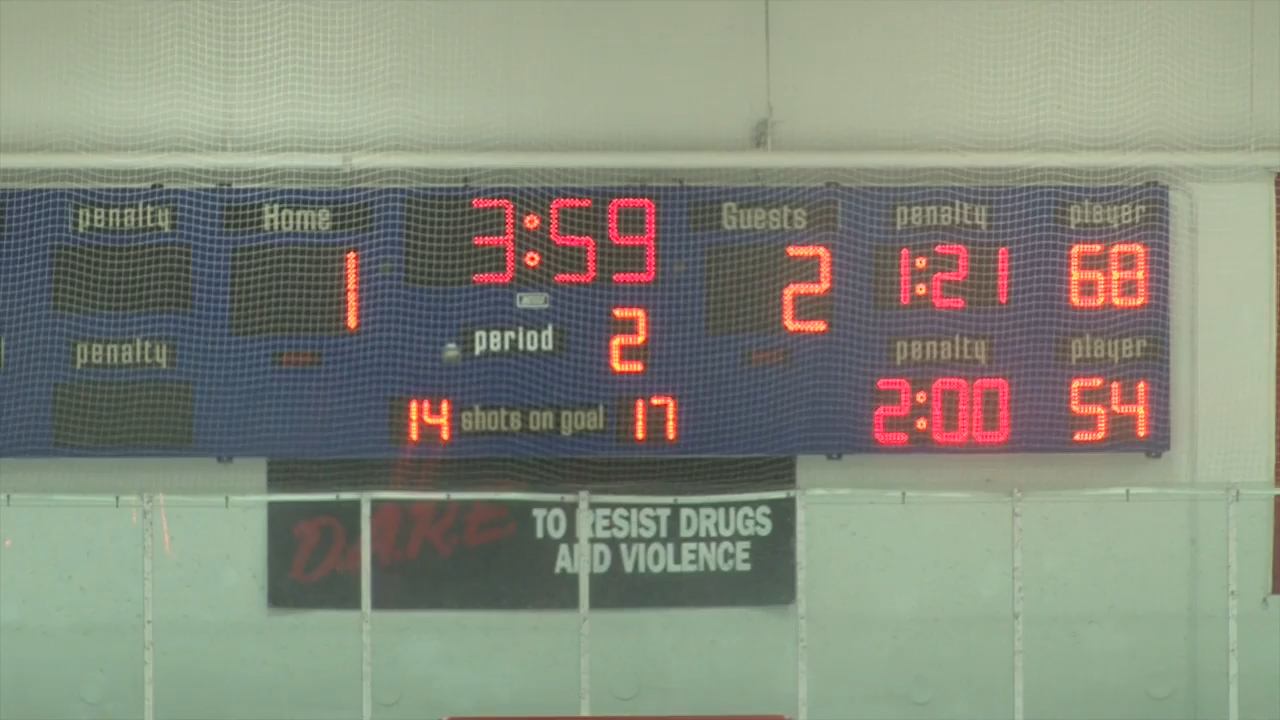 penalty Home 3:59 Guests penalty player
1 2 1:21 68
penalty period 2 penalty player
14 shots on goal 17 2:00 54
D.A.R.E TO RESIST DRUGS
AND VIOLENCE